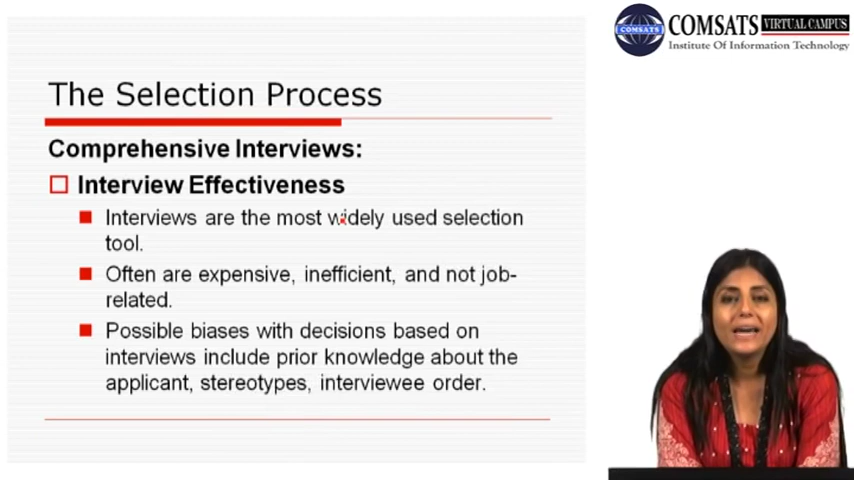 COMSATS VIRTUAL CAMPUS
Institute Of Information Technology
COMSATS
The Selection Process
Comprehensive Interviews:
Interview Effectiveness
Interviews are the most widely used selection
tool.
Often are expensive, inefficient, and not job-
related.
Possible biases with decisions based on
interviews include prior knowledge about the
applicant, stereotypes, interviewee order.